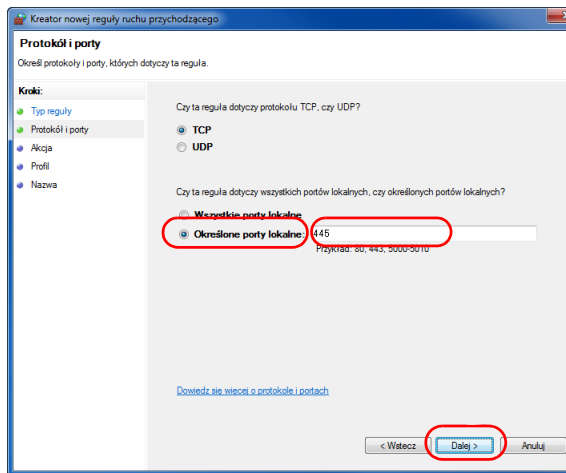 Kreator nowej reguły ruchu przychodzącego
Protokół i porty
Określ protokoły i porty, których dotyczy ta reguła.
Kroki:
Typ reguły
Protokół i porty
Akcja
Profil
Nazwa
Czy ta reguła dotyczy protokołu TCP, czy UDP?
TCP
UDP
Czy ta reguła dotyczy wszystkich portów lokalnych, czy określonych portów lokalnych?
Wszystkie porty lokalne
Określone porty lokalne:
445
Przykład: 80, 443, 5000-5010
Dowiedz się więcej o protokole i portach
< Wstecz
Dalej >
Anuluj